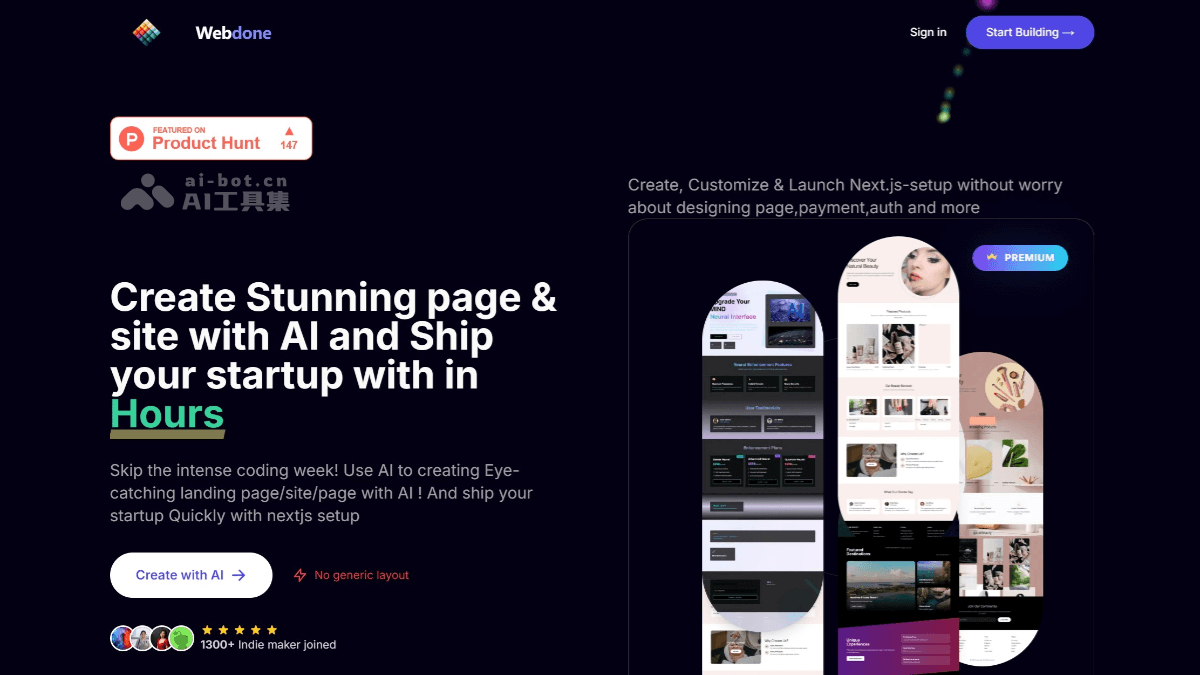 Webdone
Sign in
Start Building →
FEATURED ON
Product Hunt
147
ai-bot.cn
AI工具集
Create, Customize & Launch Next.js-setup without worry
about designing page,payment,auth and more
PREMIUM
Create Stunning page &
site with AI and Ship
your startup with in
Hours
Skip the intense coding week! Use AI to creating Eye-
catching landing page/site/page with AI ! And ship your
startup Quickly with nextjs setup
Create with AI →
No generic layout
1300+ Indie maker joined
Discover Your
Natural Beauty
Upgrade Your
MIND
Neural Interface
Featured
Destinations
Unique
Experiences